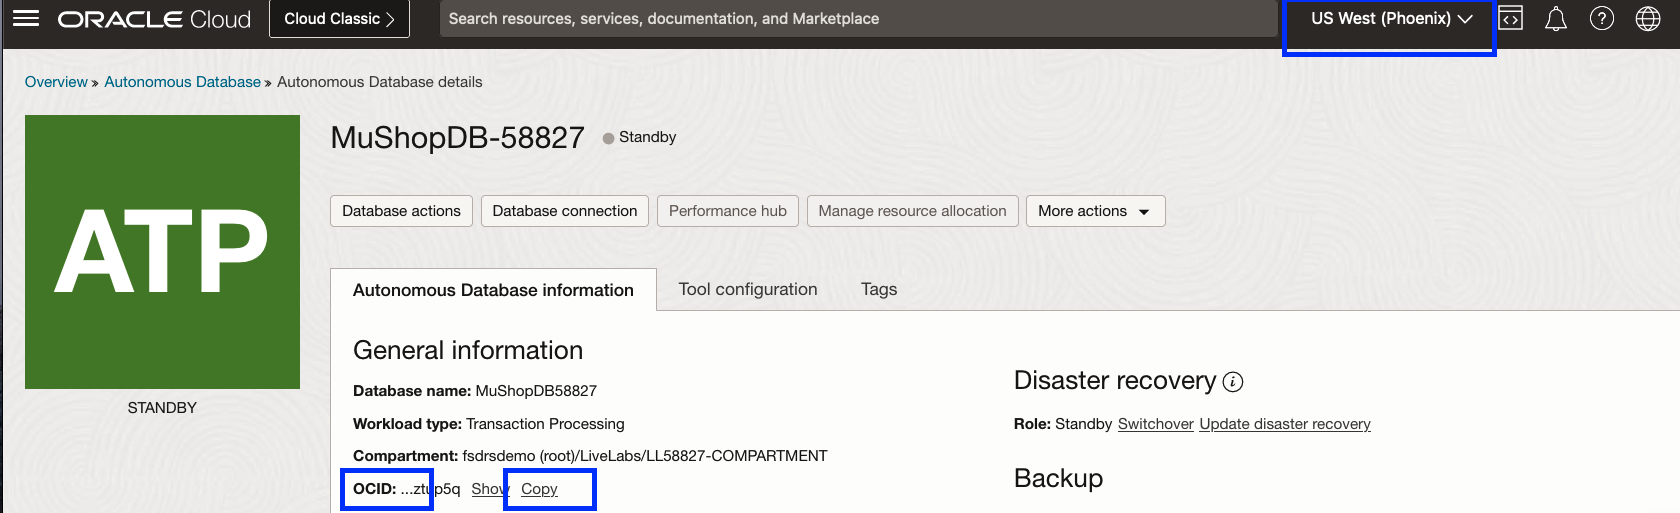 ORACLE Cloud
Cloud Classic >
Search resources, services, documentation, and Marketplace
US West (Phoenix)
Overview » Autonomous Database » Autonomous Database details
ATP
STANDBY
MuShopDB-58827
Standby
Database actions
Database connection
Performance hub
Manage resource allocation
More actions
Autonomous Database information
Tool configuration
Tags
General information
Database name: MuShopDB58827
Workload type: Transaction Processing
Compartment: fsdrsdemo (root)/LiveLabs/LL58827-COMPARTMENT
OCID: ...ztup5q Show Copy
Disaster recovery
Role: Standby Switchover Update disaster recovery
Backup